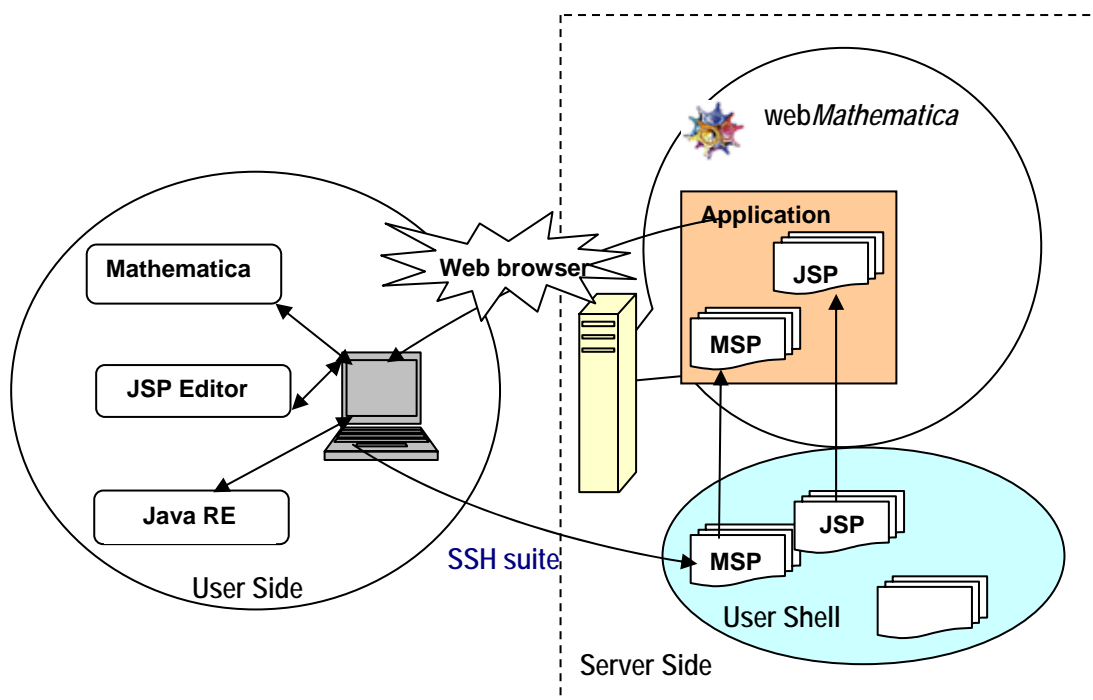 webMathematica
Application
JSP
MSP
Web browser
Mathematica
JSP Editor
Java RE
User Side
SSH suite
JSP
MSP
User Shell
Server Side